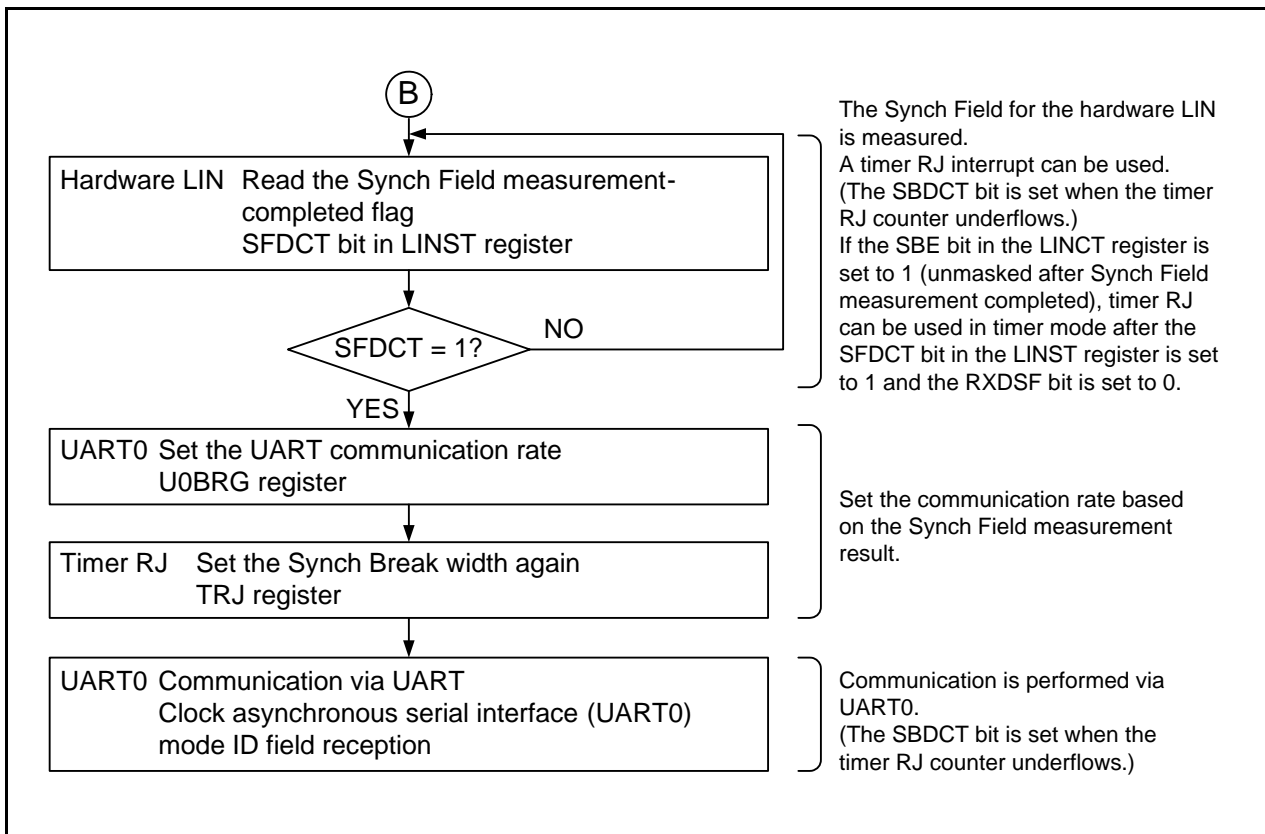 B
Hardware LIN Read the Synch Field measurement-
completed flag
SFDCT bit in LINST register
SFDCT = 1?
NO
YES
UART0 Set the UART communication rate
U0BRG register
Timer RJ Set the Synch Break width again
TRJ register
UART0 Communication via UART
Clock asynchronous serial interface (UART0)
mode ID field reception
The Synch Field for the hardware LIN
is measured.
A timer RJ interrupt can be used.
(The SBDCT bit is set when the timer
RJ counter underflows.)
If the SBE bit in the LINCT register is
set to 1 (unmasked after Synch Field
measurement completed), timer RJ
can be used in timer mode after the
SFDCT bit in the LINST register is set
to 1 and the RXDSF bit is set to 0.
Set the communication rate based
on the Synch Field measurement
result.
Communication is performed via
UART0.
(The SBDCT bit is set when the
timer RJ counter underflows.)